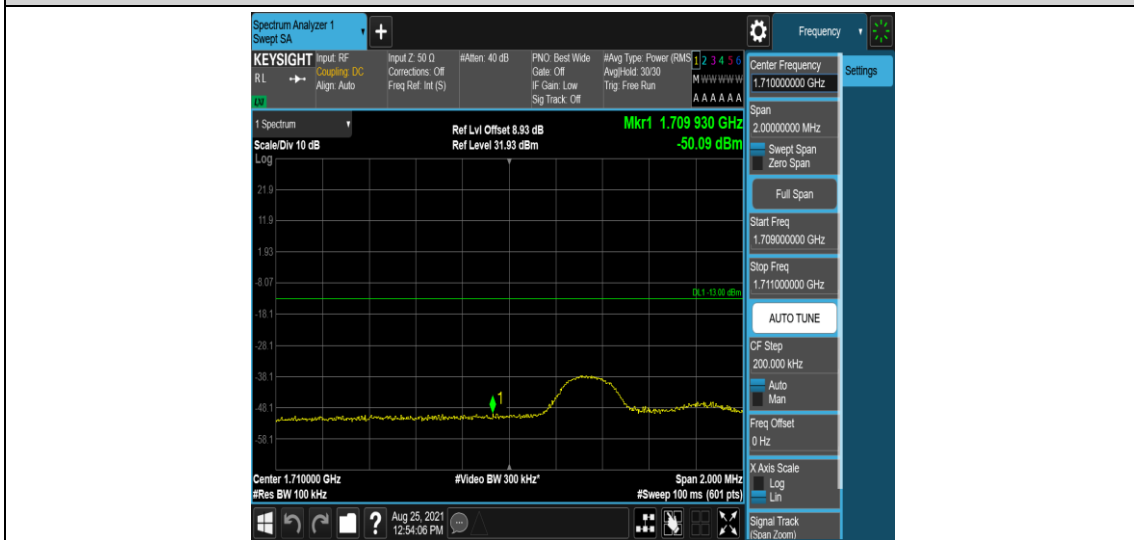 Spectrum Analyzer 1
Swept SA
+
Frequency
KEYSIGHT
RL
LXI
Input: RF
Coupling: DC
Align: Auto
Input Z: 50 Ω
Corrections: Off
Freq Ref: Int (S)
#Atten: 40 dB
PNO: Best Wide
Gate: Off
IF Gain: Low
Sig Track: Off
#Avg Type: Power (RMS
Avg|Hold: 30/30
Trig: Free Run
1 2 3 4 5 6
M W W W W W
A A A A A A
1 Spectrum
Scale/Div 10 dB
Log
Ref Lvl Offset 8.93 dB
Ref Level 31.93 dBm
Mkr1 1.709 930 GHz
-50.09 dBm
21.9
11.9
1.93
-8.07
DL1 -13.00 dBm
-18.1
-28.1
-38.1
-48.1
1
-58.1
Center 1.710000 GHz
#Res BW 100 kHz
#Video BW 300 kHz*
Span 2.000 MHz
#Sweep 100 ms (601 pts)
Center Frequency
1.710000000 GHz
Settings
Span
2.00000000 MHz
Swept Span
Zero Span
Full Span
Start Freq
1.709000000 GHz
Stop Freq
1.711000000 GHz
AUTO TUNE
CF Step
200.000 kHz
Auto
Man
Freq Offset
0 Hz
X Axis Scale
Log
Lin
Signal Track
(Span Zoom)
?
Aug 25, 2021
12:54:06 PM